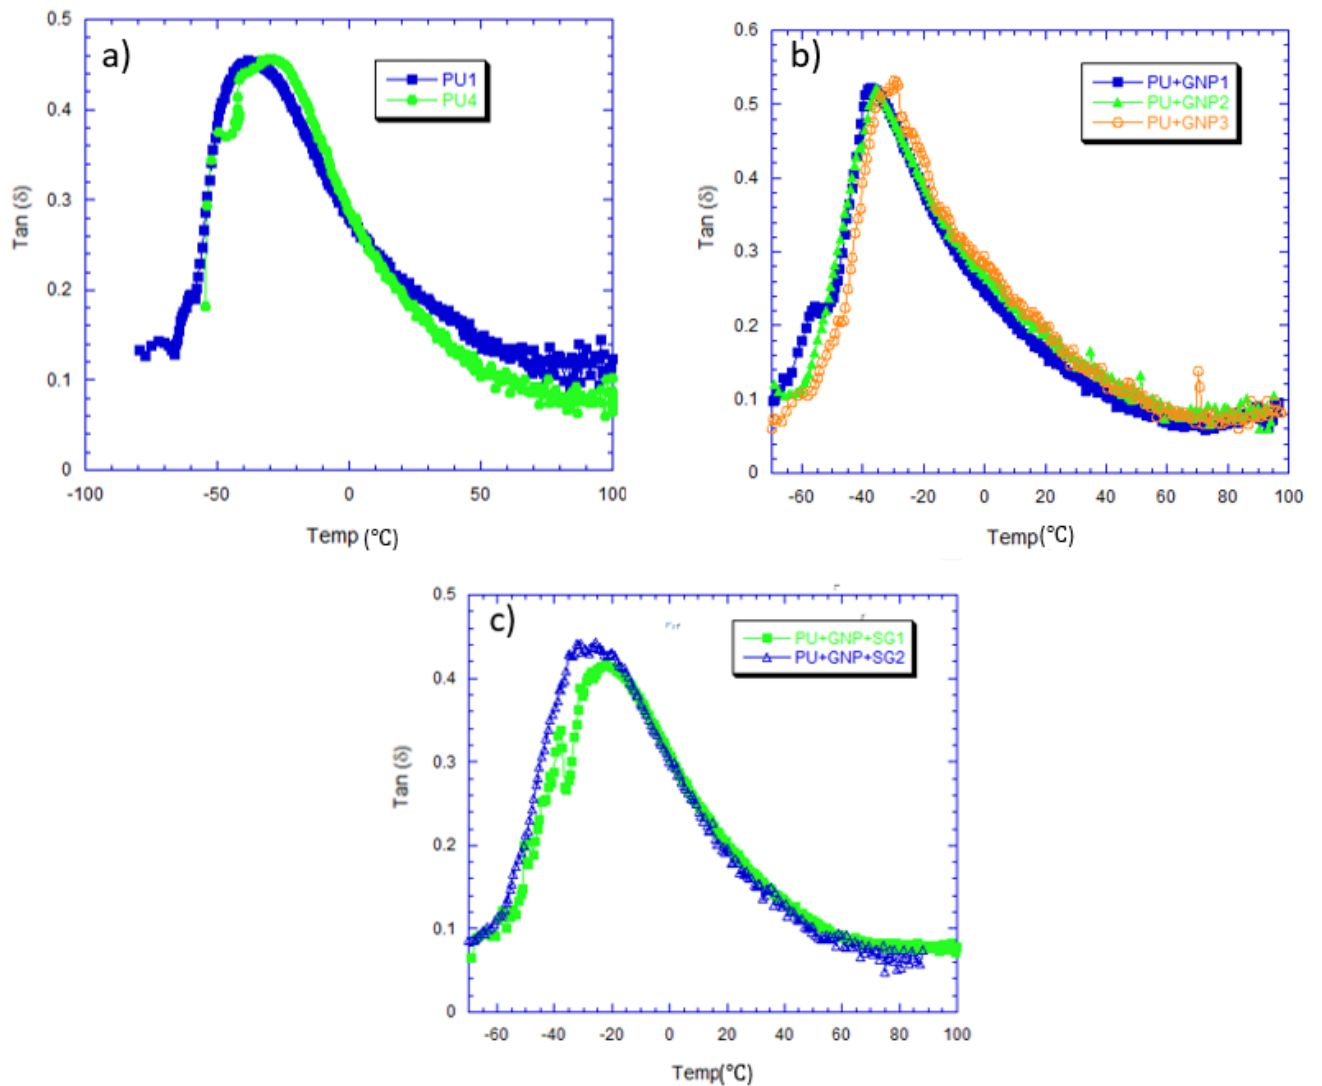 a)
PU1
PU4
0.5
0.4
0.3
0.2
0.1
0
Tan (δ)
-100
-50
0
50
100
Temp (°C)
b)
PU+GNP1
PU+GNP2
PU+GNP3
0.6
0.5
0.4
0.3
0.2
0.1
0
Tan (δ)
-60
-40
-20
0
20
40
60
80
100
Temp(°C)
c)
PU+GNP+SG1
PU+GNP+SG2
0.5
0.4
0.3
0.2
0.1
0
Tan (δ)
-60
-40
-20
0
20
40
60
80
100
Temp(°C)